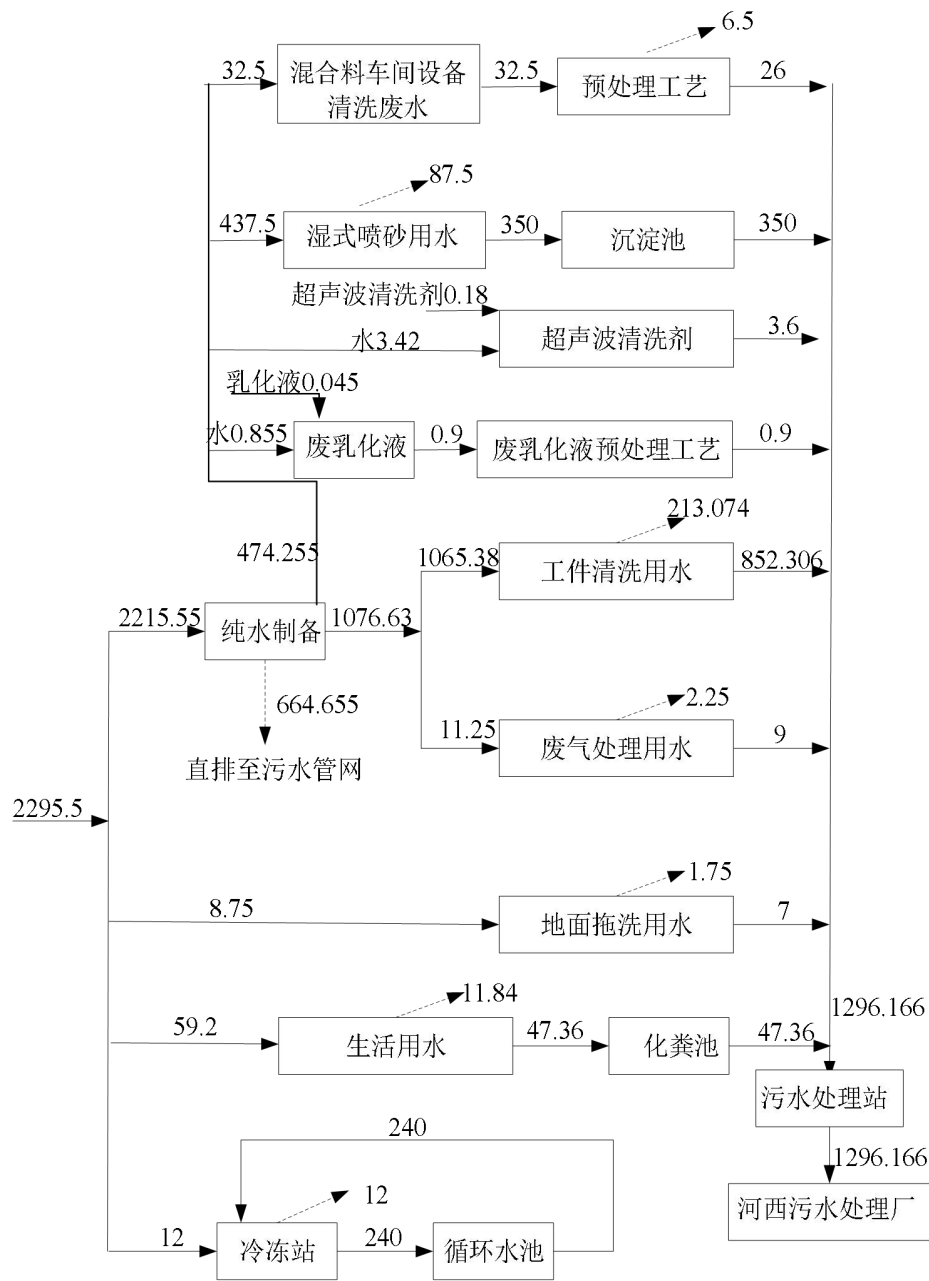 6.5
32.5
混合料车间设备
清洗废水
32.5
预处理工艺
26
87.5
437.5
湿式喷砂用水
350
沉淀池
350
超声波清洗剂0.18
水3.42
超声波清洗剂
3.6
乳化液0.045
水0.855
废乳化液
0.9
废乳化液预处理工艺
0.9
213.074
474.255
1065.38
工件清洗用水
852.306
2215.55
纯水制备
1076.63
664.655
直排至污水管网
2.25
11.25
废气处理用水
9
2295.5
1.75
8.75
地面拖洗用水
7
11.84
59.2
生活用水
47.36
化粪池
47.36
1296.166
污水处理站
1296.166
河西污水处理厂
240
12
12
冷冻站
240
循环水池